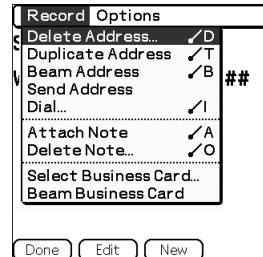 Record Options
Delete Address... ✓D
Duplicate Address ✓T
Beam Address ✓B
Send Address
Dial... ✓I
Attach Note ✓A
Delete Note... ✓O
Select Business Card...
Beam Business Card
##
Done Edit New